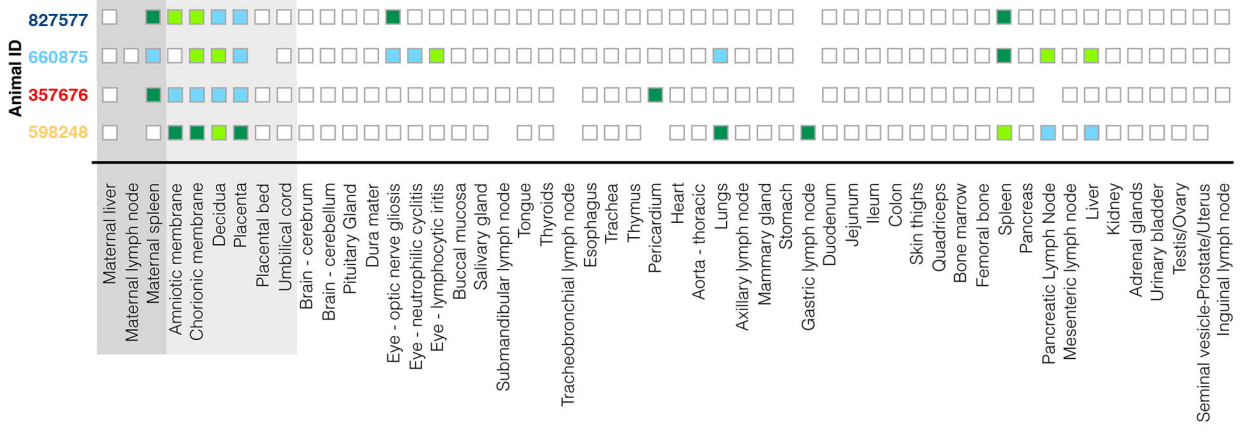 Animal ID
827577
660875
357676
598248
Maternal liver
Maternal lymph node
Maternal spleen
Amniotic membrane
Chorionic membrane
Decidua
Placenta
Placental bed
Umbilical cord
Brain - cerebrum
Brain - cerebellum
Pituitary Gland
Dura mater
Eye - optic nerve gliosis
Eye - neutrophilic cyclitis
Eye - lymphocytic iritis
Buccal mucosa
Salivary gland
Submandibular lymph node
Tongue
Thyroids
Tracheobronchial lymph node
Esophagus
Trachea
Thymus
Pericardium
Heart
Aorta - thoracic
Lungs
Axillary lymph node
Mammary gland
Stomach
Gastric lymph node
Duodenum
Jejunum
Ileum
Colon
Skin thighs
Quadriceps
Bone marrow
Femoral bone
Spleen
Pancreas
Pancreatic Lymph Node
Mesenteric lymph node
Liver
Kidney
Adrenal glands
Urinary bladder
Testis/Ovary
Seminal vesicle-Prostate/Uterus
Inguinal lymph node